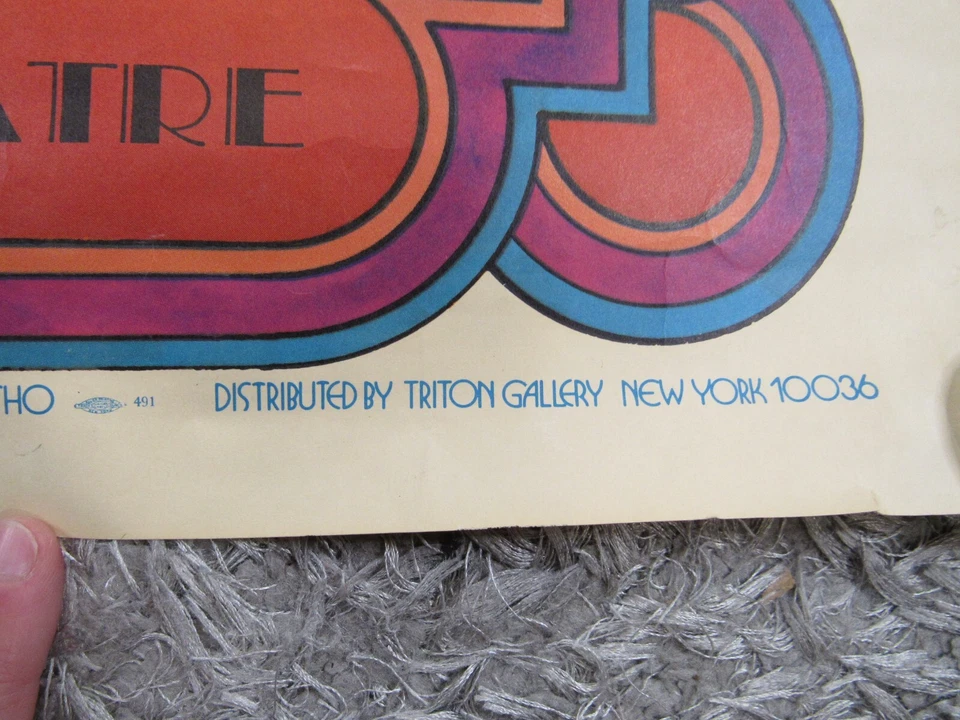 ATRE
THO 491 DISTRIBUTED BY TRITON GALLERY NEW YORK 10036